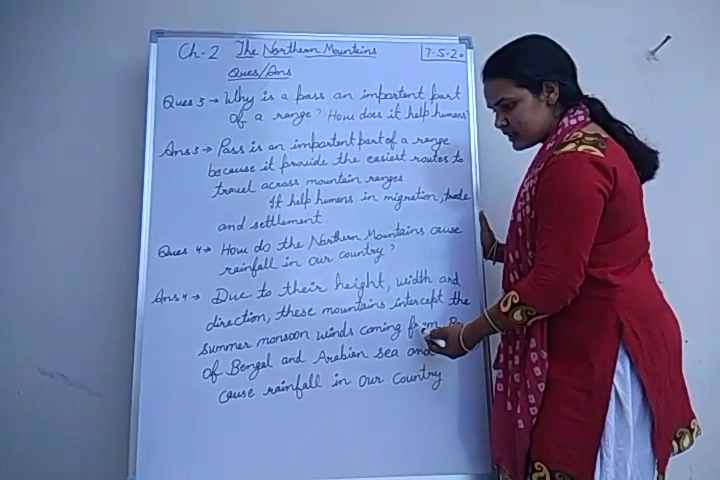 Ch-2 The Northern Mountains
7-5-20
Ques/Ans
Ques 3 → Why is a pass an important part
of a range? How does it help humans
Ans 3 → Pass is an important part of a range
because it provide the easiest routes to
travel across mountain ranges
It help humans in migration, trade
and settlement
Ques 4 → How do the Northern Mountains cause
rainfall in our country?
Ans 4 → Due to their height, width and
direction, these mountains intercept the
summer monsoon winds coming from
of Bengal and Arabian sea and
cause rainfall in our Country